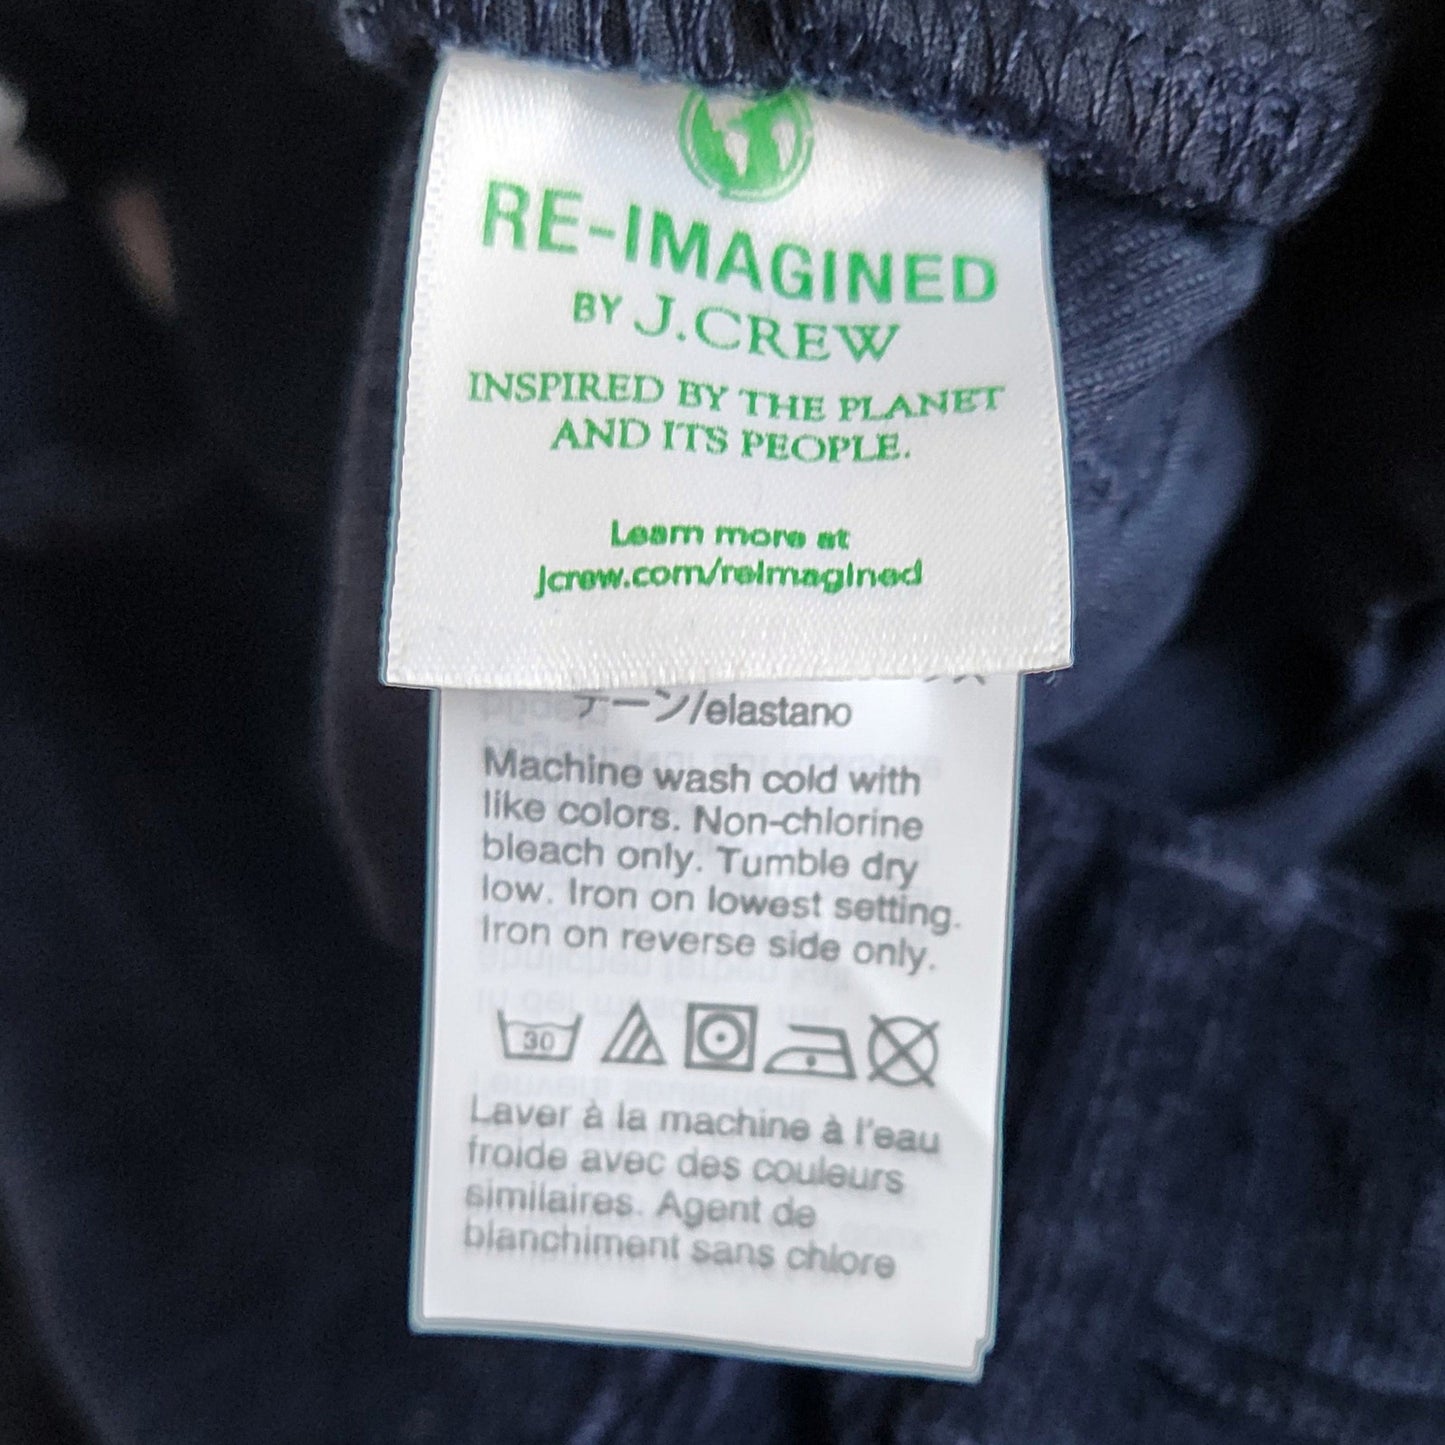 RE-IMAGINED
BY J.CREW
INSPIRED BY THE PLANET
AND ITS PEOPLE.
Learn more at
jcrew.com/reimagined
テーン/elastano
Machine wash cold with
like colors. Non-chlorine
bleach only. Tumble dry
low. Iron on lowest setting.
Iron on reverse side only.
30
Laver à la machine à l'eau
froide avec des couleurs
similaires. Agent de
blanchiment sans chlore